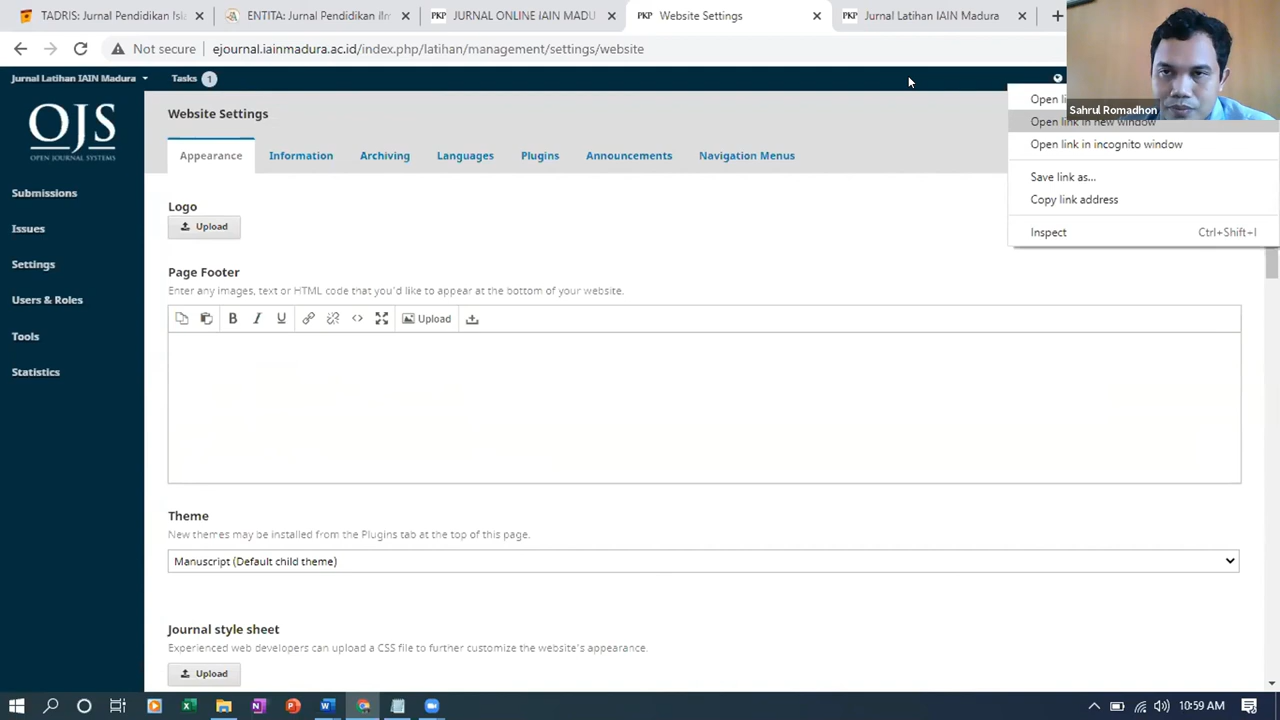 TADRIS: Jurnal Pendidikan Isl
ENTITA: Jurnal Pendidikan ilm
JURNAL ONLINE IAIN MADU
Website Settings
Jurnal Latihan IAIN Madura
Not secure
ejournal.iainmadura.ac.id/index.php/latihan/management/settings/website
Jurnal Latihan IAIN Madura
Tasks 1
OJS
OPEN JOURNAL SYSTEMS
Submissions
Issues
Settings
Users & Roles
Tools
Statistics
Website Settings
Appearance
Information
Archiving
Languages
Plugins
Announcements
Navigation Menus
Logo
Upload
Page Footer
Enter any images, text or HTML code that you'd like to appear at the bottom of your website.
Upload
Theme
New themes may be installed from the Plugins tab at the top of this page.
Manuscript (Default child theme)
Journal style sheet
Experienced web developers can upload a CSS file to further customize the website's appearance.
Upload
Open
Sahrul Romadhon
Open link in new window
Open link in incognito window
Save link as...
Copy link address
Inspect Ctrl+Shift+I
10:59 AM